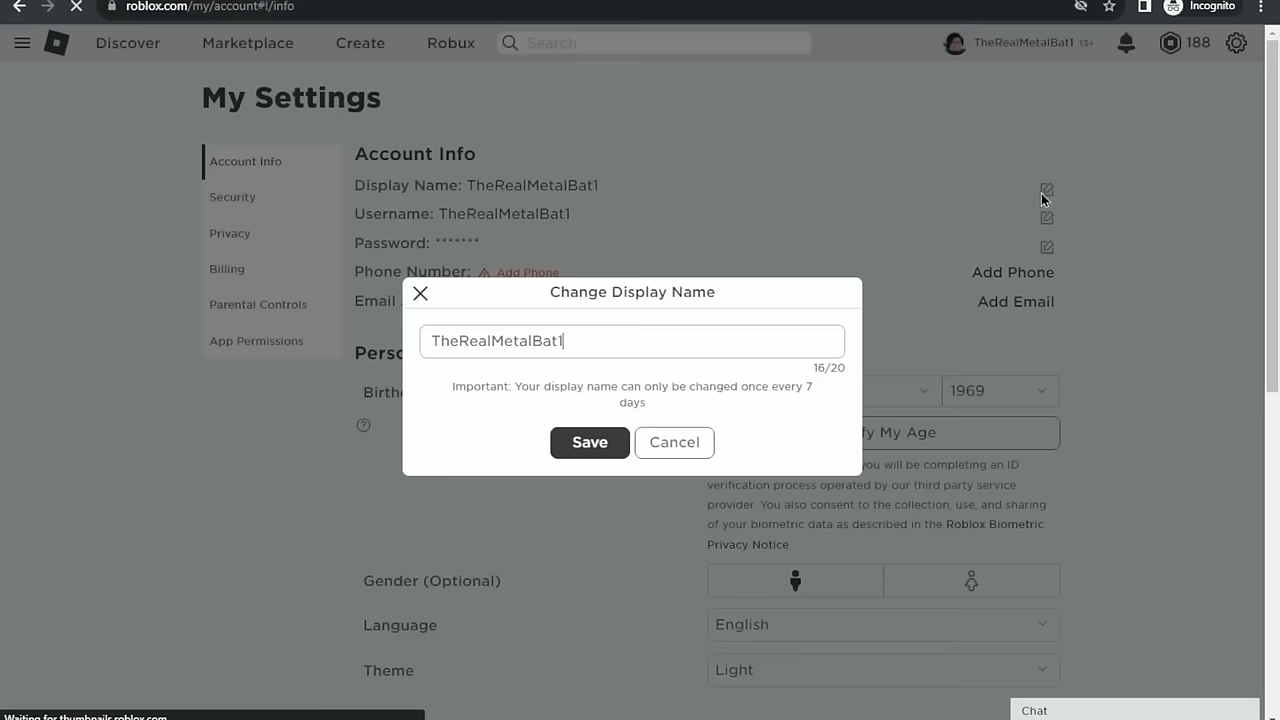 roblox.com/my/account#!/info
Incognito
Discover
Marketplace
Create
Robux
Search
TheRealMetalBat1 13+
188
My Settings
Account Info
Security
Privacy
Billing
Parental Controls
App Permissions
Account Info
Display Name: TheRealMetalBat1
Username: TheRealMetalBat1
Password: *******
Phone Number: Add Phone
Add Phone
Email
Add Email
Change Display Name
TheRealMetalBat1
16/20
Important: Your display name can only be changed once every 7
days
Save
Cancel
1969
My Age
you will be completing an ID
verification process operated by our third party service
provider. You also consent to the collection, use, and sharing
of your biometric data as described in the Roblox Biometric
Privacy Notice.
Gender (Optional)
Language
English
Theme
Light
Chat
Waiting for thumbnails.roblox.com